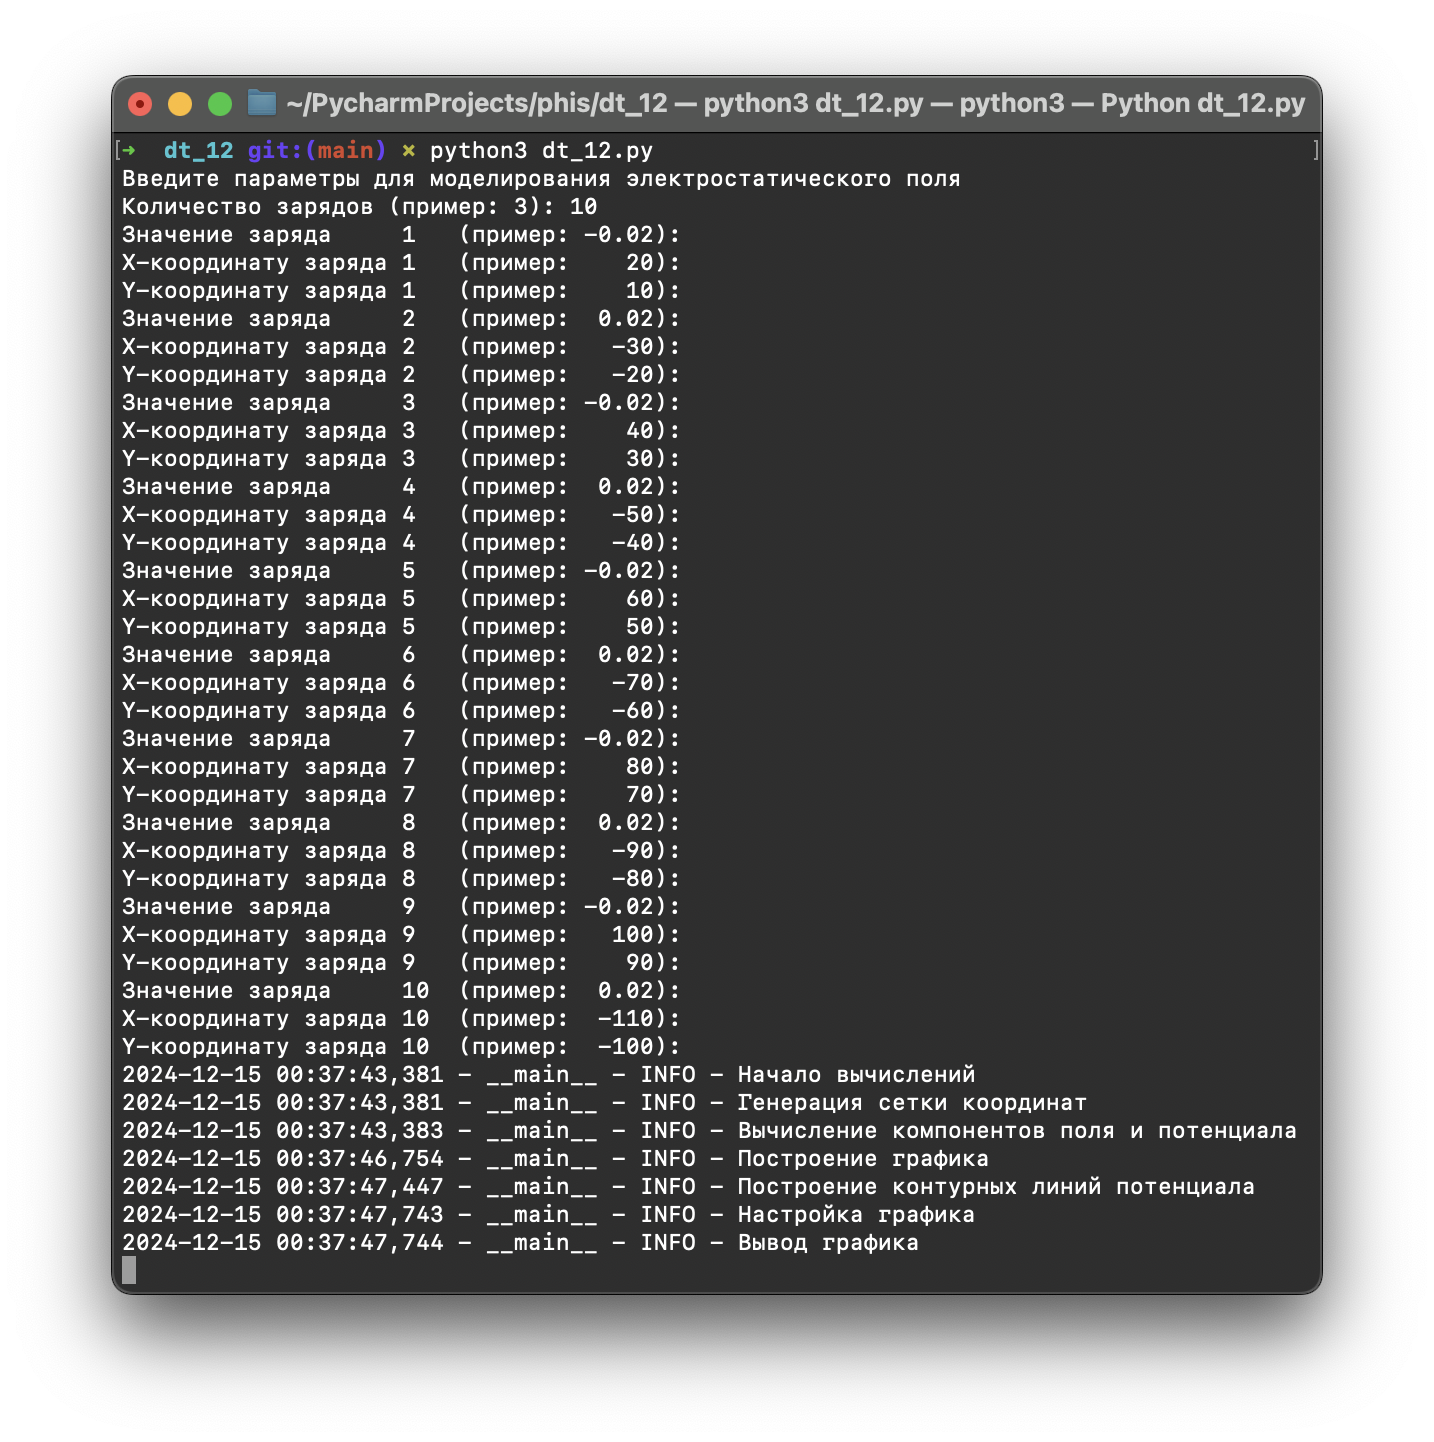 ~/PycharmProjects/phis/dt_12 — python3 dt_12.py — python3 — Python dt_12.py
[➜  dt_12 git:(main) ✗ python3 dt_12.py ]
Введите параметры для моделирования электростатического поля
Количество зарядов (пример: 3): 10
Значение заряда     1   (пример: -0.02):
X-координату заряда 1   (пример:    20):
Y-координату заряда 1   (пример:    10):
Значение заряда     2   (пример:  0.02):
X-координату заряда 2   (пример:   -30):
Y-координату заряда 2   (пример:   -20):
Значение заряда     3   (пример: -0.02):
X-координату заряда 3   (пример:    40):
Y-координату заряда 3   (пример:    30):
Значение заряда     4   (пример:  0.02):
X-координату заряда 4   (пример:   -50):
Y-координату заряда 4   (пример:   -40):
Значение заряда     5   (пример: -0.02):
X-координату заряда 5   (пример:    60):
Y-координату заряда 5   (пример:    50):
Значение заряда     6   (пример:  0.02):
X-координату заряда 6   (пример:   -70):
Y-координату заряда 6   (пример:   -60):
Значение заряда     7   (пример: -0.02):
X-координату заряда 7   (пример:    80):
Y-координату заряда 7   (пример:    70):
Значение заряда     8   (пример:  0.02):
X-координату заряда 8   (пример:   -90):
Y-координату заряда 8   (пример:   -80):
Значение заряда     9   (пример: -0.02):
X-координату заряда 9   (пример:   100):
Y-координату заряда 9   (пример:    90):
Значение заряда     10  (пример:  0.02):
X-координату заряда 10  (пример:  -110):
Y-координату заряда 10  (пример:  -100):
2024-12-15 00:37:43,381 - __main__ - INFO - Начало вычислений
2024-12-15 00:37:43,381 - __main__ - INFO - Генерация сетки координат
2024-12-15 00:37:43,383 - __main__ - INFO - Вычисление компонентов поля и потенциала
2024-12-15 00:37:46,754 - __main__ - INFO - Построение графика
2024-12-15 00:37:47,447 - __main__ - INFO - Построение контурных линий потенциала
2024-12-15 00:37:47,743 - __main__ - INFO - Настройка графика
2024-12-15 00:37:47,744 - __main__ - INFO - Вывод графика